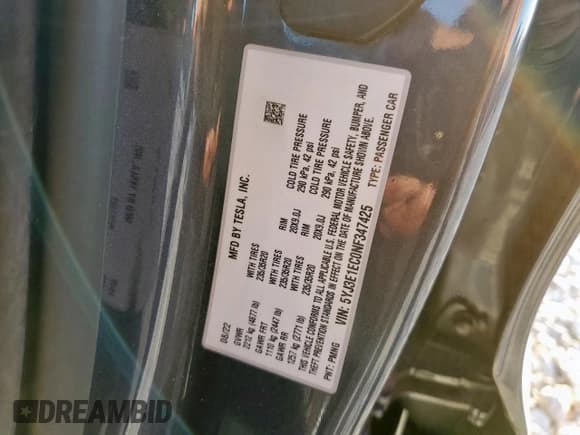 MFD BY TESLA, INC.
08/22
GVWR
2212 kg (4877 lb)
GAWR FRT WITH TIRES RIM COLD TIRE PRESSURE
1110 kg (2447 lb) 235/35R20 20X9.0J 290 kPa, 42 psi
GAWR RR WITH TIRES RIM COLD TIRE PRESSURE
1257 kg (2771 lb) 235/35R20 20X9.0J 290 kPa, 42 psi
THIS VEHICLE CONFORMS TO ALL APPLICABLE U.S. FEDERAL MOTOR VEHICLE SAFETY, BUMPER, AND
THEFT PREVENTION STANDARDS IN EFFECT ON THE DATE OF MANUFACTURE SHOWN ABOVE.
PNT: PMNG VIN: 5YJ3E1EC0NF347425 TYPE: PASSENGER CAR
DREAMBID